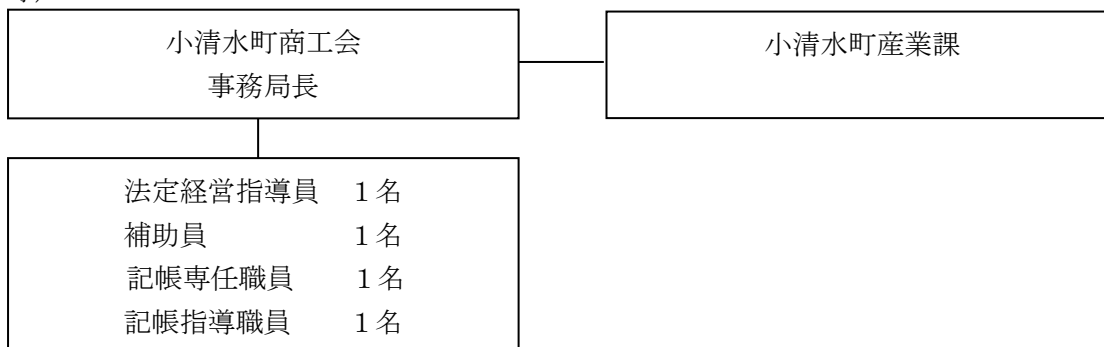 小清水町商工会
事務局長
小清水町産業課
法定経営指導員　１名
補助員　１名
記帳専任職員　１名
記帳指導職員　１名